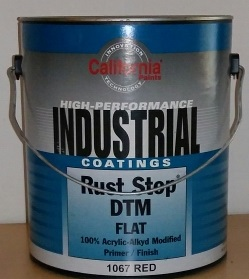 INNOVATION
California
Paints
TECHNOLOGY
HIGH-PERFORMANCE
INDUSTRIAL
COATINGS
Rust Stop®
DTM
FLAT
100% Acrylic-Alkyd Modified
Primer / Finish
1067 RED